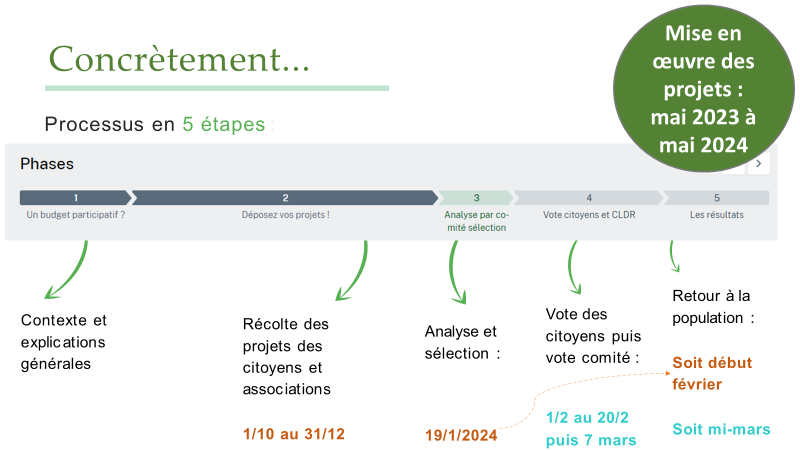 Concrètement...
Mise en
œuvre des
projets :
mai 2023 à
mai 2024
Processus en 5 étapes :
Phases
1
2
3
4
5
Un budget participatif ?
Déposez vos projets !
Analyse par co-
mité sélection
Vote citoyens et CLDR
Les résultats
Contexte et
explications
générales
Récolte des
projets des
citoyens et
associations
1/10 au 31/12
Analyse et
sélection :
19/1/2024
Vote des
citoyens puis
vote comité :
1/2 au 20/2
puis 7 mars
Retour à la
population :
Soit début
février
Soit mi-mars